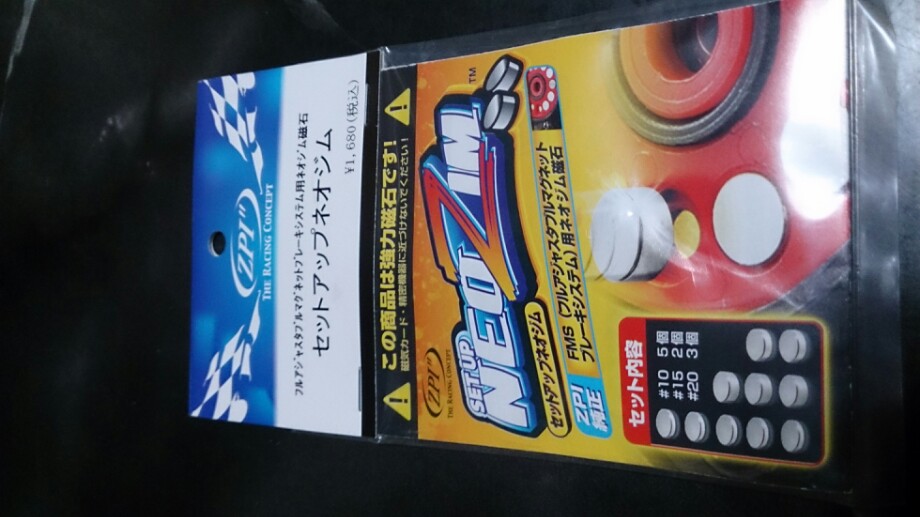 ZPI
THE RACING CONCEPT
フルアジャスタブルマグネットブレーキシステム用ネオジム磁石
セットアップネオジム
¥1,680(税込)
この商品は強力磁石です!
磁気カード・精密機器に近づけないでください!
ZPI
THE RACING CONCEPT
SET UP
NEOZIM
TM
セットアップネオジム
ZPI
純正
FMS(フルアジャスタブルマグネット
ブレーキシステム)用ネオジム磁石
セット内容
#10 5個
#15 2個
#20 3個